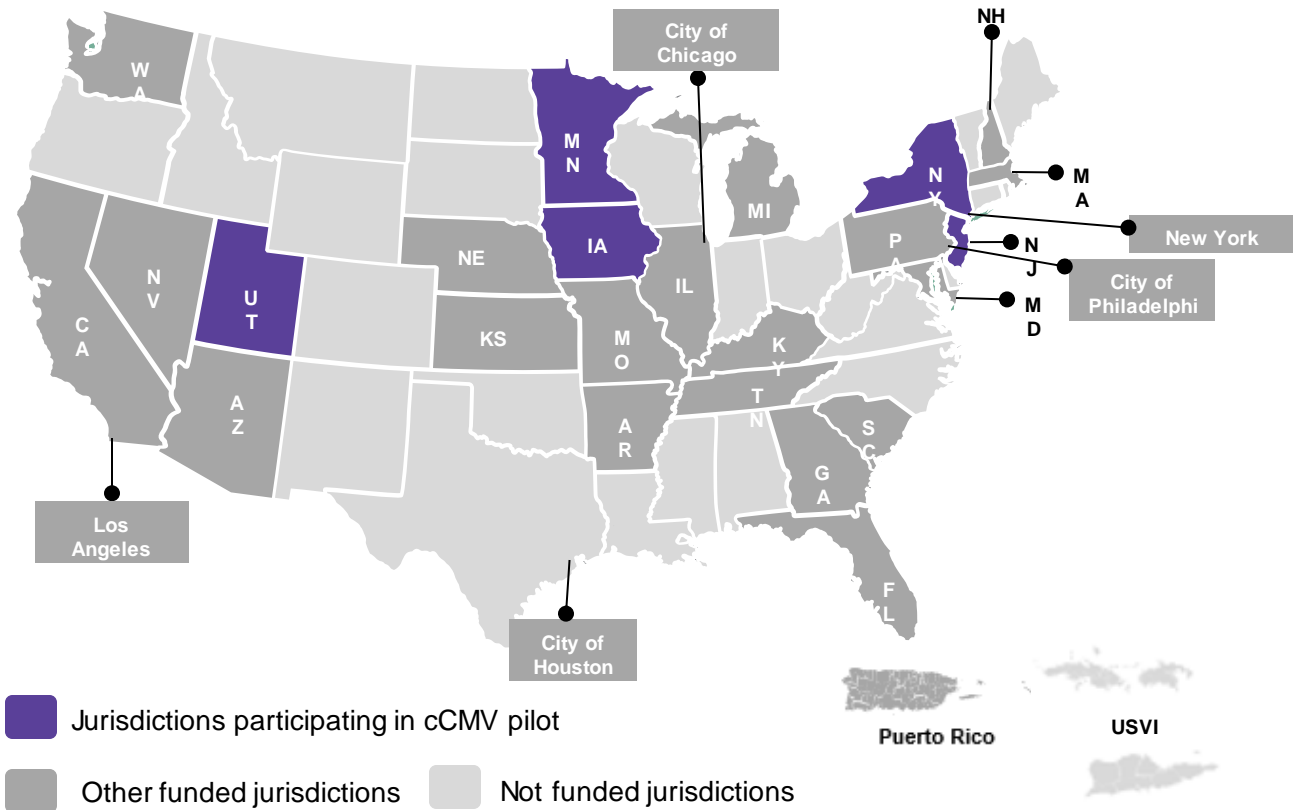 NH
City of
Chicago
W
A
M
N
N
Y
M
A
MI
New York
P
A
N
J
IA
NE
City of
Philadelphi
N
V
U
T
IL
M
D
C
A
KS
M
O
K
Y
A
Z
T
N
A
R
S
C
G
A
Los
Angeles
F
L
City of
Houston
Jurisdictions participating in cCMV pilot
Puerto Rico
USVI
Other funded jurisdictions
Not funded jurisdictions